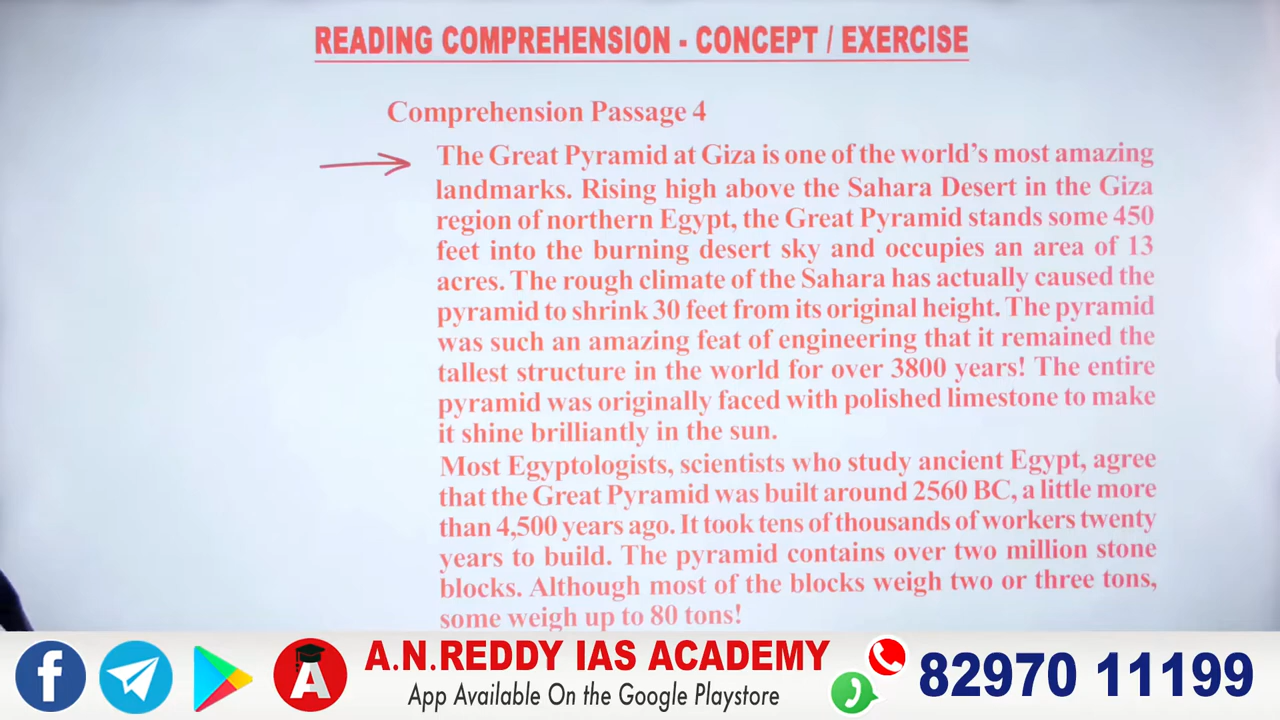 READING COMPREHENSION - CONCEPT / EXERCISE
Comprehension Passage 4
The Great Pyramid at Giza is one of the world's most amazing
landmarks. Rising high above the Sahara Desert in the Giza
region of northern Egypt, the Great Pyramid stands some 450
feet into the burning desert sky and occupies an area of 13
acres. The rough climate of the Sahara has actually caused the
pyramid to shrink 30 feet from its original height. The pyramid
was such an amazing feat of engineering that it remained the
tallest structure in the world for over 3800 years! The entire
pyramid was originally faced with polished limestone to make
it shine brilliantly in the sun.
Most Egyptologists, scientists who study ancient Egypt, agree
that the Great Pyramid was built around 2560 BC, a little more
than 4,500 years ago. It took tens of thousands of workers twenty
years to build. The pyramid contains over two million stone
blocks. Although most of the blocks weigh two or three tons,
some weigh up to 80 tons!
A.N.REDDY IAS ACADEMY
App Available On the Google Playstore
82970 11199